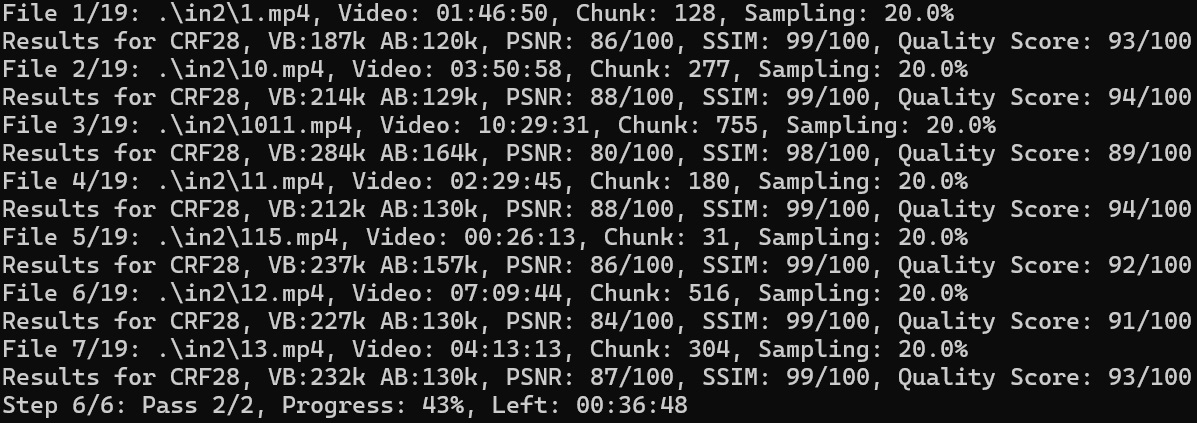 File 1/19: .\in2\1.mp4, Video: 01:46:50, Chunk: 128, Sampling: 20.0%
Results for CRF28, VB:187k AB:120k, PSNR: 86/100, SSIM: 99/100, Quality Score: 93/100
File 2/19: .\in2\10.mp4, Video: 03:50:58, Chunk: 277, Sampling: 20.0%
Results for CRF28, VB:214k AB:129k, PSNR: 88/100, SSIM: 99/100, Quality Score: 94/100
File 3/19: .\in2\1011.mp4, Video: 10:29:31, Chunk: 755, Sampling: 20.0%
Results for CRF28, VB:284k AB:164k, PSNR: 80/100, SSIM: 98/100, Quality Score: 89/100
File 4/19: .\in2\11.mp4, Video: 02:29:45, Chunk: 180, Sampling: 20.0%
Results for CRF28, VB:212k AB:130k, PSNR: 88/100, SSIM: 99/100, Quality Score: 94/100
File 5/19: .\in2\115.mp4, Video: 00:26:13, Chunk: 31, Sampling: 20.0%
Results for CRF28, VB:237k AB:157k, PSNR: 86/100, SSIM: 99/100, Quality Score: 92/100
File 6/19: .\in2\12.mp4, Video: 07:09:44, Chunk: 516, Sampling: 20.0%
Results for CRF28, VB:227k AB:130k, PSNR: 84/100, SSIM: 99/100, Quality Score: 91/100
File 7/19: .\in2\13.mp4, Video: 04:13:13, Chunk: 304, Sampling: 20.0%
Results for CRF28, VB:232k AB:130k, PSNR: 87/100, SSIM: 99/100, Quality Score: 93/100
Step 6/6: Pass 2/2, Progress: 43%, Left: 00:36:48